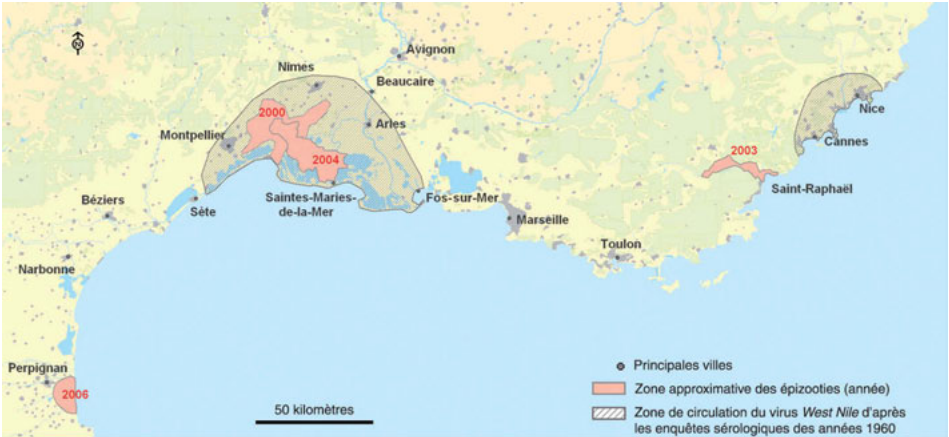 N
Avignon
Nîmes
Beaucaire
2000
Arles
Montpellier
2004
Nice
Cannes
2003
Saint-Raphaël
Saintes-Maries-
de-la-Mer
Fos-sur-Mer
Béziers
Sète
Marseille
Toulon
Narbonne
Perpignan
2006
50 kilomètres
Principales villes
Zone approximative des épizooties (année)
Zone de circulation du virus West Nile d'après
les enquêtes sérologiques des années 1960